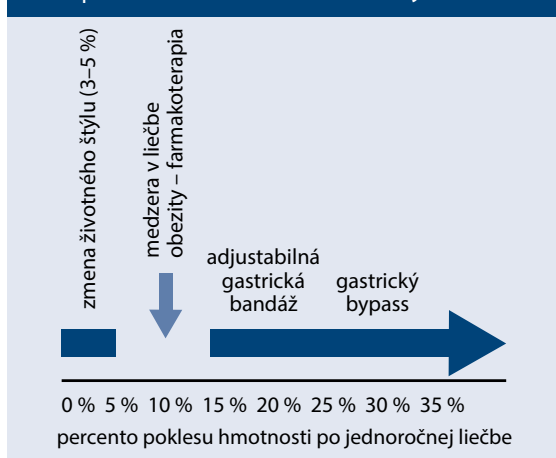 zmena životného štýlu (3–5 %)
medzera v liečbe
obezity – farmakoterapia
adjustabilná
gastrická
bandáž
gastrický
bypass
0 % 5 % 10 % 15 % 20 % 25 % 30 % 35 %
percento poklesu hmotnosti po jednoročnej liečbe